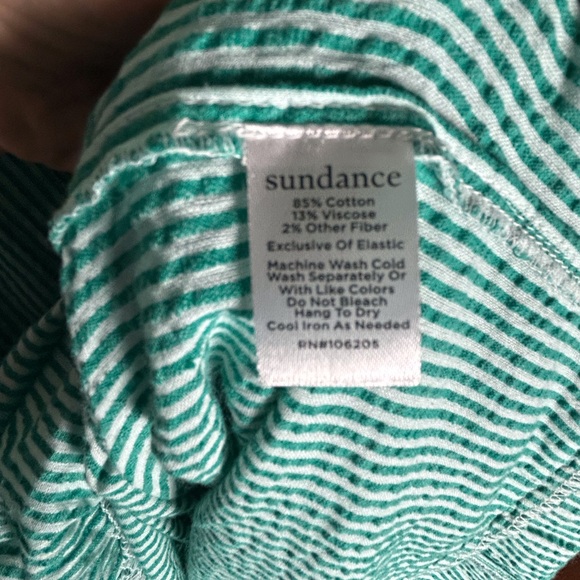 sundance
85% Cotton
13% Viscose
2% Other Fiber
Exclusive Of Elastic
Machine Wash Cold
Wash Separately Or
With Like Colors
Do Not Bleach
Hang To Dry
Cool Iron As Needed
RN#106205